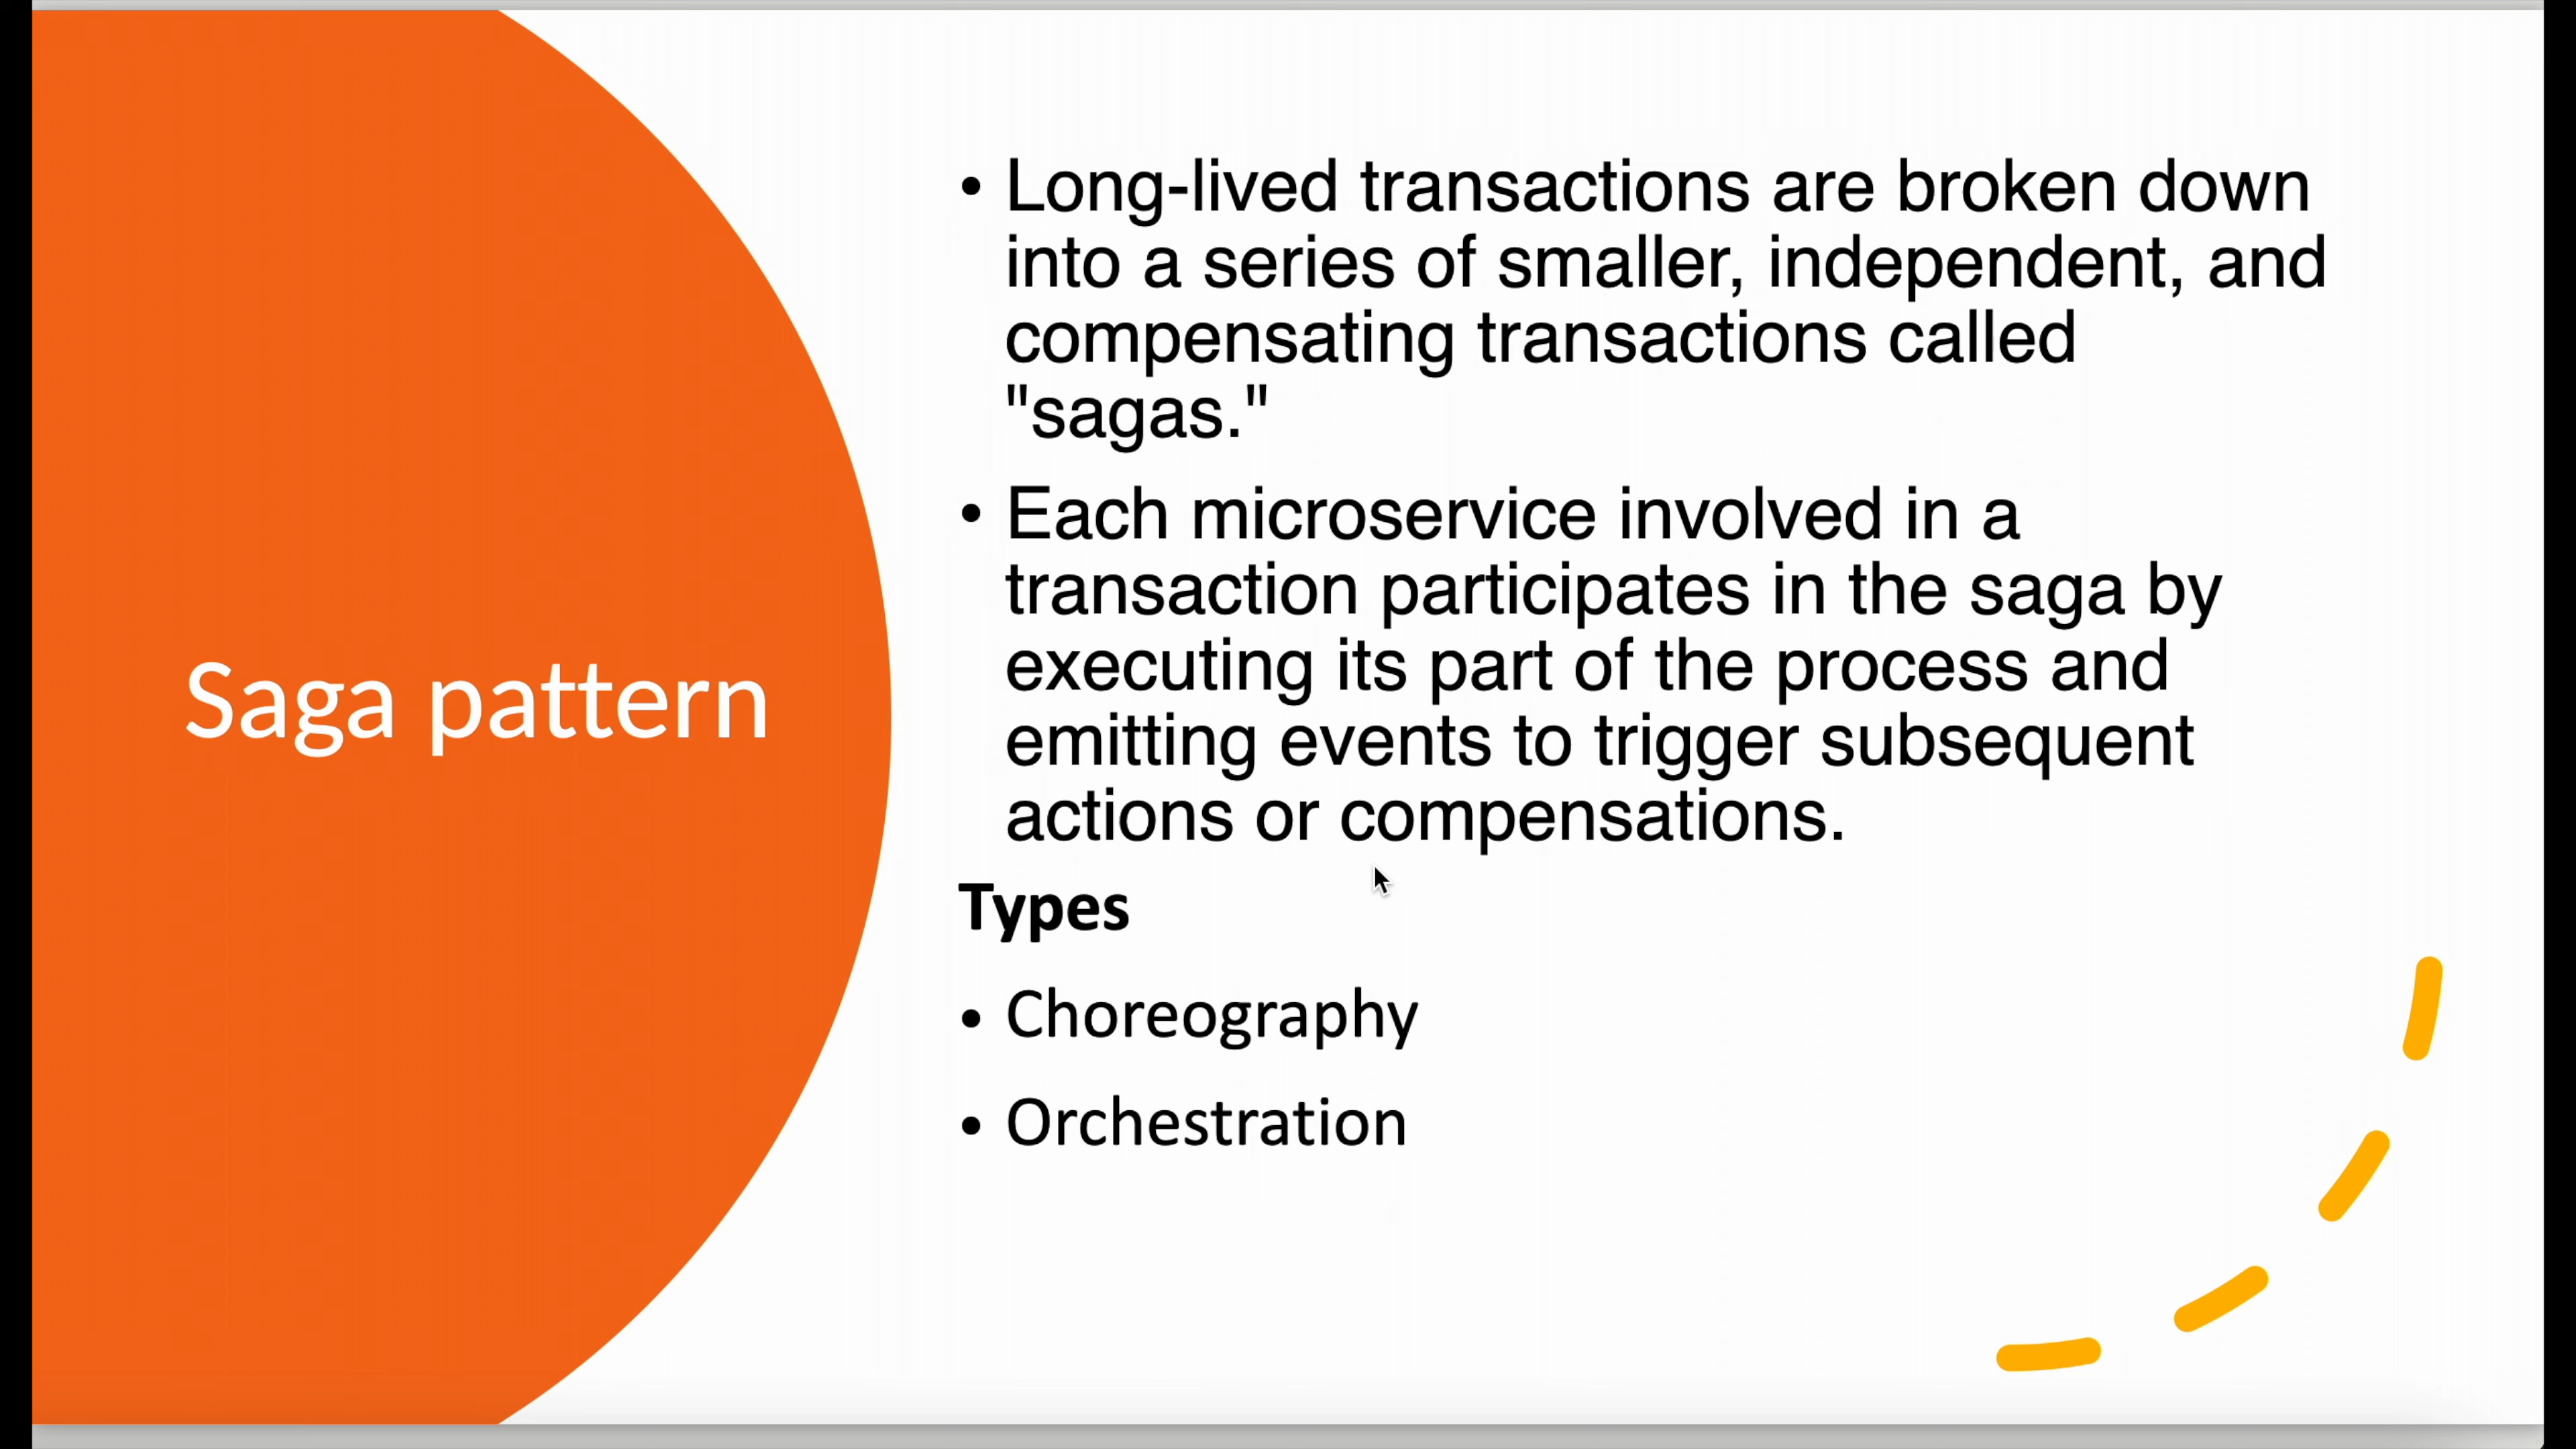 Saga pattern
• Long-lived transactions are broken down
into a series of smaller, independent, and
compensating transactions called
"sagas."
• Each microservice involved in a
transaction participates in the saga by
executing its part of the process and
emitting events to trigger subsequent
actions or compensations.
Types
• Choreography
• Orchestration